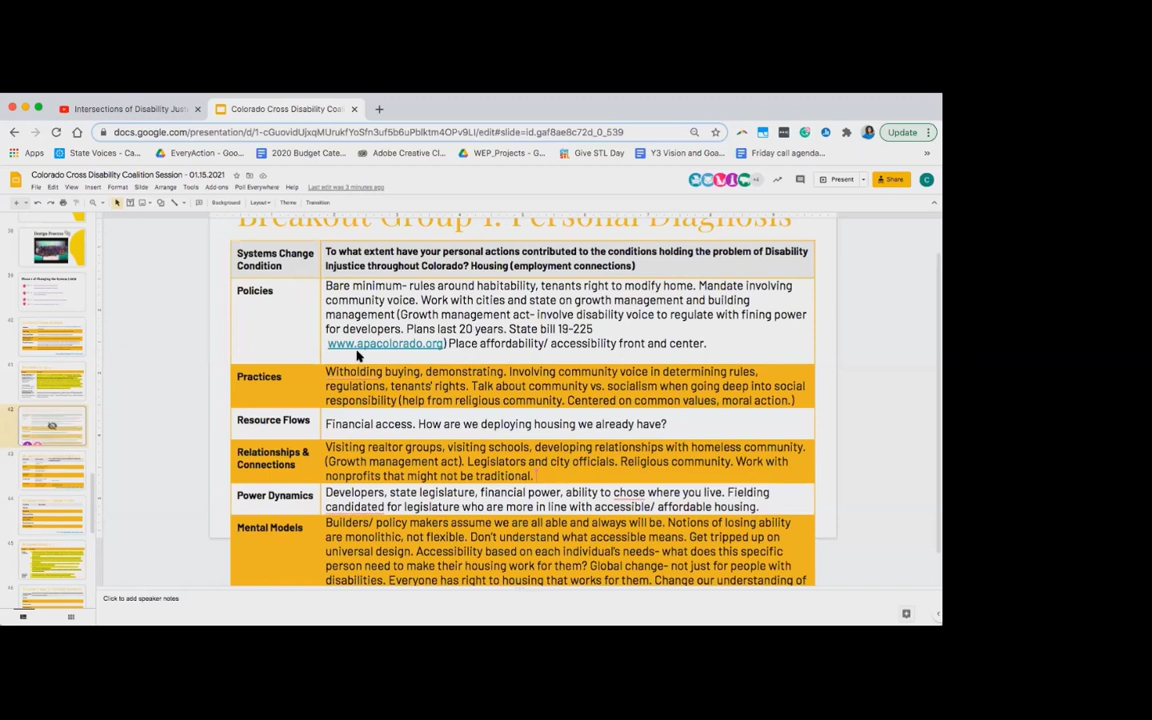 Intersections of Disability Just
Colorado Cross Disability Coal
docs.google.com/presentation/d/1-cGuovidUjxqMUrukfYoSfn3uf5b6uPblktm4OPv9LI/edit#slide=id.gaf8ae8c72d_0_539
Update
Apps
State Voices - Ca...
EveryAction - Goo...
2020 Budget Cate...
Adobe Creative Cl...
WEP_Projects - G...
Give STL Day
Y3 Vision and Goa...
Friday call agenda...
Colorado Cross Disability Coalition Session - 01.15.2021
File Edit View Insert Format Slide Arrange Tools Add-ons Poll Everywhere Help Last edit was 3 minutes ago
Present
Share
C
Background Layout Theme Transition
Breakout Group 1: Personal Diagnosis
Systems Change
Condition
To what extent have your personal actions contributed to the conditions holding the problem of Disability
Injustice throughout Colorado? Housing (employment connections)
Policies
Bare minimum- rules around habitability, tenants right to modify home. Mandate involving
community voice. Work with cities and state on growth management and building
management (Growth management act- involve disability voice to regulate with fining power
for developers. Plans last 20 years. State bill 19-225
www.apacolorado.org) Place affordability/ accessibility front and center.
Practices
Witholding buying, demonstrating. Involving community voice in determining rules,
regulations, tenants' rights. Talk about community vs. socialism when going deep into social
responsibility (help from religious community. Centered on common values, moral action.)
Resource Flows
Financial access. How are we deploying housing we already have?
Relationships &
Connections
Visiting realtor groups, visiting schools, developing relationships with homeless community.
(Growth management act). Legislators and city officials. Religious community. Work with
nonprofits that might not be traditional.
Power Dynamics
Developers, state legislature, financial power, ability to chose where you live. Fielding
candidated for legislature who are more in line with accessible/ affordable housing.
Mental Models
Builders/ policy makers assume we are all able and always will be. Notions of losing ability
are monolithic, not flexible. Don't understand what accessible means. Get tripped up on
universal design. Accessibility based on each individual's needs- what does this specific
person need to make their housing work for them? Global change- not just for people with
disabilities. Everyone has right to housing that works for them. Change our understanding of
Click to add speaker notes